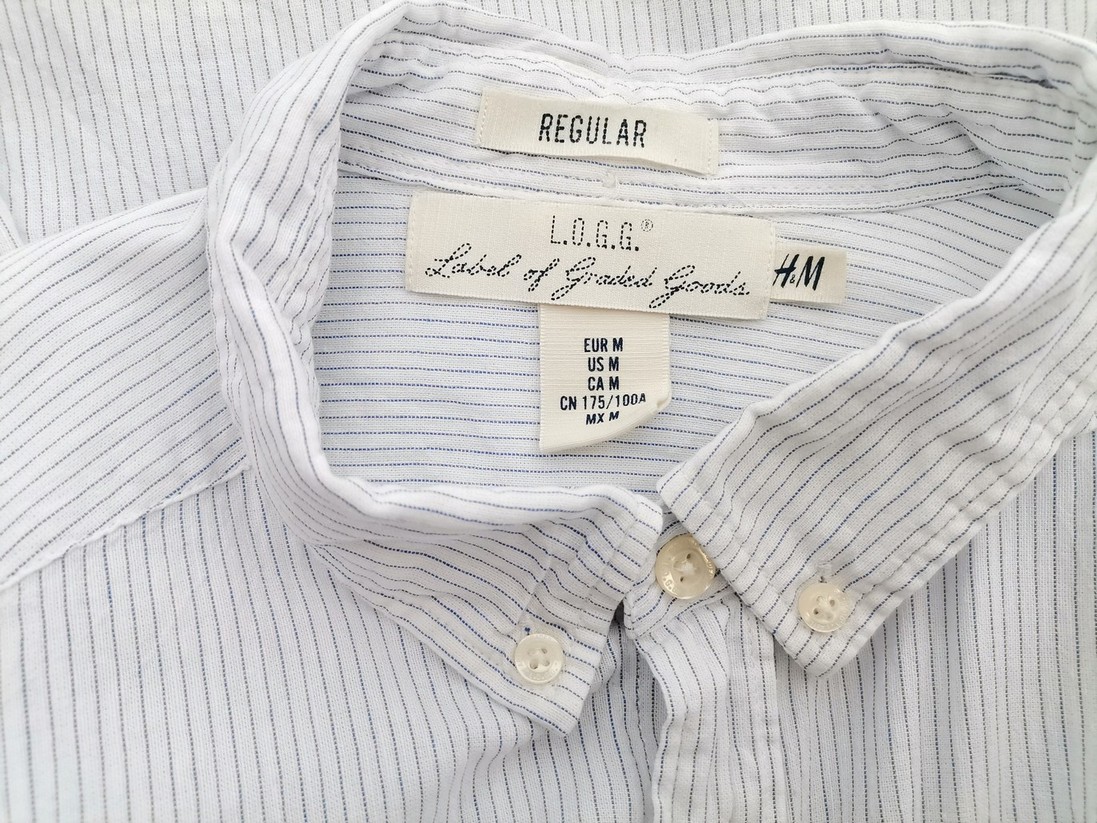 REGULAR
L.O.G.G.®
Label of Graded Goods
H&M
EUR M
US M
CA M
CN 175/100A
MX M